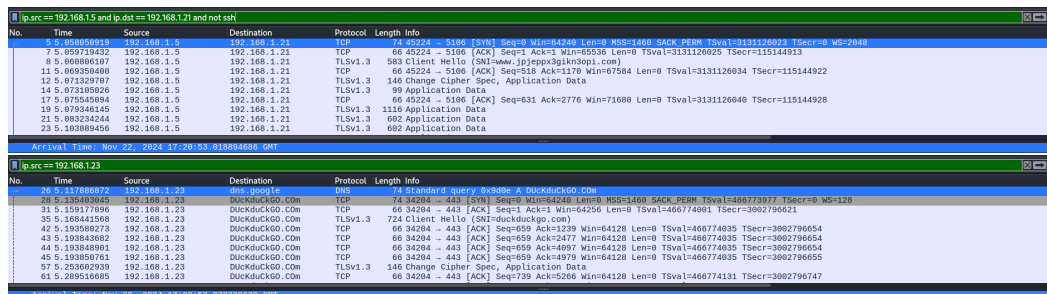 ip.src == 192.168.1.5 and ip.dst == 192.168.1.21 and not ssh
No. Time Source Destination Protocol Length Info
5 5.058050919 192.168.1.5 192.168.1.21 TCP 74 45224 → 5106 [SYN] Seq=0 Win=64240 Len=0 MSS=1460 SACK_PERM TSval=3131126023 TSecr=0 WS=2048
7 5.059719432 192.168.1.5 192.168.1.21 TCP 66 45224 → 5106 [ACK] Seq=1 Ack=1 Win=65536 Len=0 TSval=3131126025 TSecr=115144913
8 5.060806107 192.168.1.5 192.168.1.21 TLSv1.3 583 Client Hello (SNI=www.jpjeppx3gikn3opi.com)
11 5.069350400 192.168.1.5 192.168.1.21 TCP 66 45224 → 5106 [ACK] Seq=518 Ack=1170 Win=67584 Len=0 TSval=3131126034 TSecr=115144922
12 5.071329707 192.168.1.5 192.168.1.21 TLSv1.3 146 Change Cipher Spec, Application Data
14 5.073105026 192.168.1.5 192.168.1.21 TLSv1.3 99 Application Data
17 5.075545094 192.168.1.5 192.168.1.21 TCP 66 45224 → 5106 [ACK] Seq=631 Ack=2776 Win=71680 Len=0 TSval=3131126040 TSecr=115144928
19 5.079346145 192.168.1.5 192.168.1.21 TLSv1.3 1116 Application Data
21 5.083234244 192.168.1.5 192.168.1.21 TLSv1.3 602 Application Data
23 5.103889456 192.168.1.5 192.168.1.21 TLSv1.3 602 Application Data
Arrival Time: Nov 22, 2024 17:20:53.018894686 GMT
ip.src == 192.168.1.23
No. Time Source Destination Protocol Length Info
26 5.117886872 192.168.1.23 dns.google DNS 74 Standard query 0x9d0e A DUcKduCkGO.COm
28 5.135403045 192.168.1.23 DUcKdUcKGO.COm TCP 74 34204 → 443 [SYN] Seq=0 Win=64240 Len=0 MSS=1460 SACK_PERM TSval=466773977 TSecr=0 WS=128
31 5.159177096 192.168.1.23 DUcKdUcKGO.COm TCP 66 34204 → 443 [ACK] Seq=1 Ack=1 Win=64256 Len=0 TSval=466774001 TSecr=3002796621
35 5.168441568 192.168.1.23 DUcKdUcKGO.COm TLSv1.3 724 Client Hello (SNI=duckduckgo.com)
42 5.193580273 192.168.1.23 DUcKdUcKGO.COm TCP 66 34204 → 443 [ACK] Seq=659 Ack=1239 Win=64128 Len=0 TSval=466774035 TSecr=3002796654
43 5.193843682 192.168.1.23 DUcKdUcKGO.COm TCP 66 34204 → 443 [ACK] Seq=659 Ack=2477 Win=64128 Len=0 TSval=466774035 TSecr=3002796654
44 5.193848901 192.168.1.23 DUcKdUcKGO.COm TCP 66 34204 → 443 [ACK] Seq=659 Ack=4097 Win=64128 Len=0 TSval=466774035 TSecr=3002796654
45 5.193850761 192.168.1.23 DUcKdUcKGO.COm TCP 66 34204 → 443 [ACK] Seq=659 Ack=4979 Win=64128 Len=0 TSval=466774035 TSecr=3002796655
57 5.253602939 192.168.1.23 DUcKdUcKGO.COm TLSv1.3 146 Change Cipher Spec, Application Data
61 5.289516685 192.168.1.23 DUcKdUcKGO.COm TCP 66 34204 → 443 [ACK] Seq=739 Ack=5266 Win=64128 Len=0 TSval=466774131 TSecr=3002796747